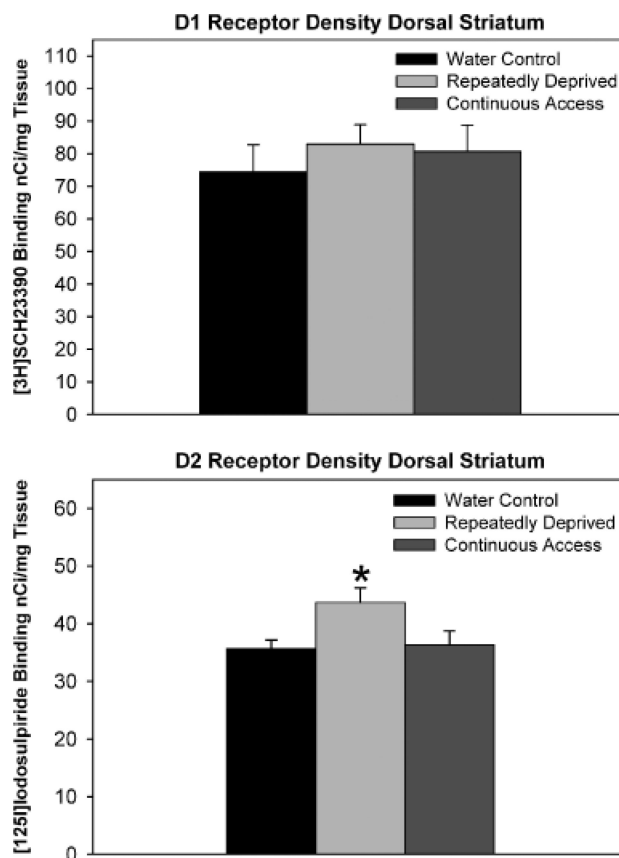 D1 Receptor Density Dorsal Striatum
[3H]SCH23390 Binding nCi/mg Tissue
110
100
90
80
70
60
50
40
30
20
10
0
Water Control
Repeatedly Deprived
Continuous Access
D2 Receptor Density Dorsal Striatum
[125I]Iodosulpiride Binding nCi/mg Tissue
60
50
40
30
20
10
0
Water Control
Repeatedly Deprived
Continuous Access
*